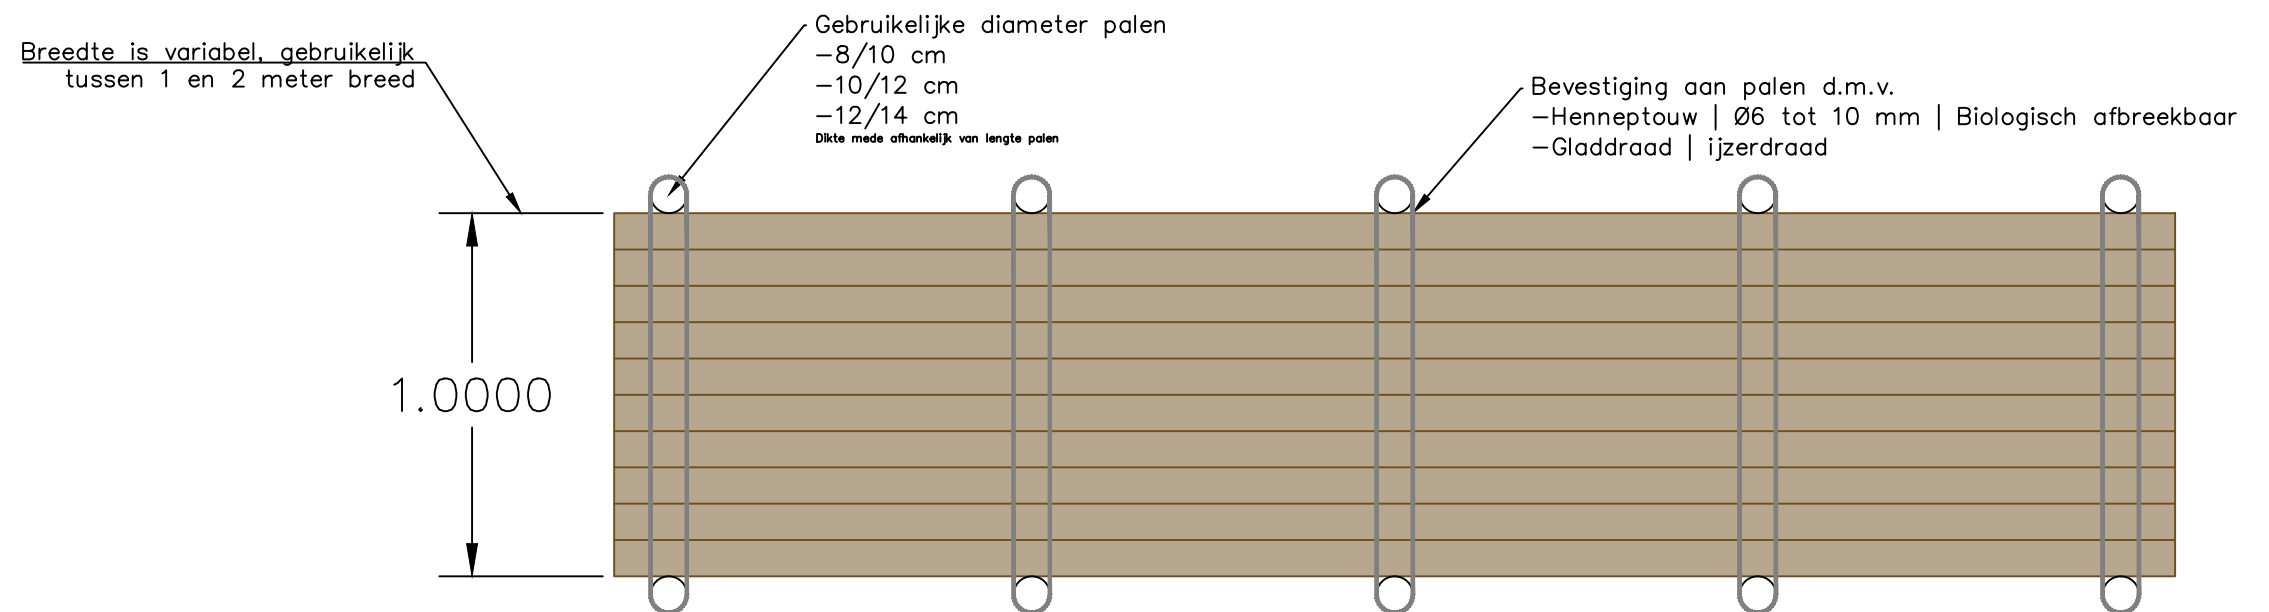 Breedte is variabel, gebruikelijk
tussen 1 en 2 meter breed
Gebruikelijke diameter palen
-8/10 cm
-10/12 cm
-12/14 cm
Dikte mede afhankelijk van lengte palen
Bevestiging aan palen d.m.v.
-Henneptouw | Ø6 tot 10 mm | Biologisch afbreekbaar
-Gladdraad | ijzerdraad
1.0000